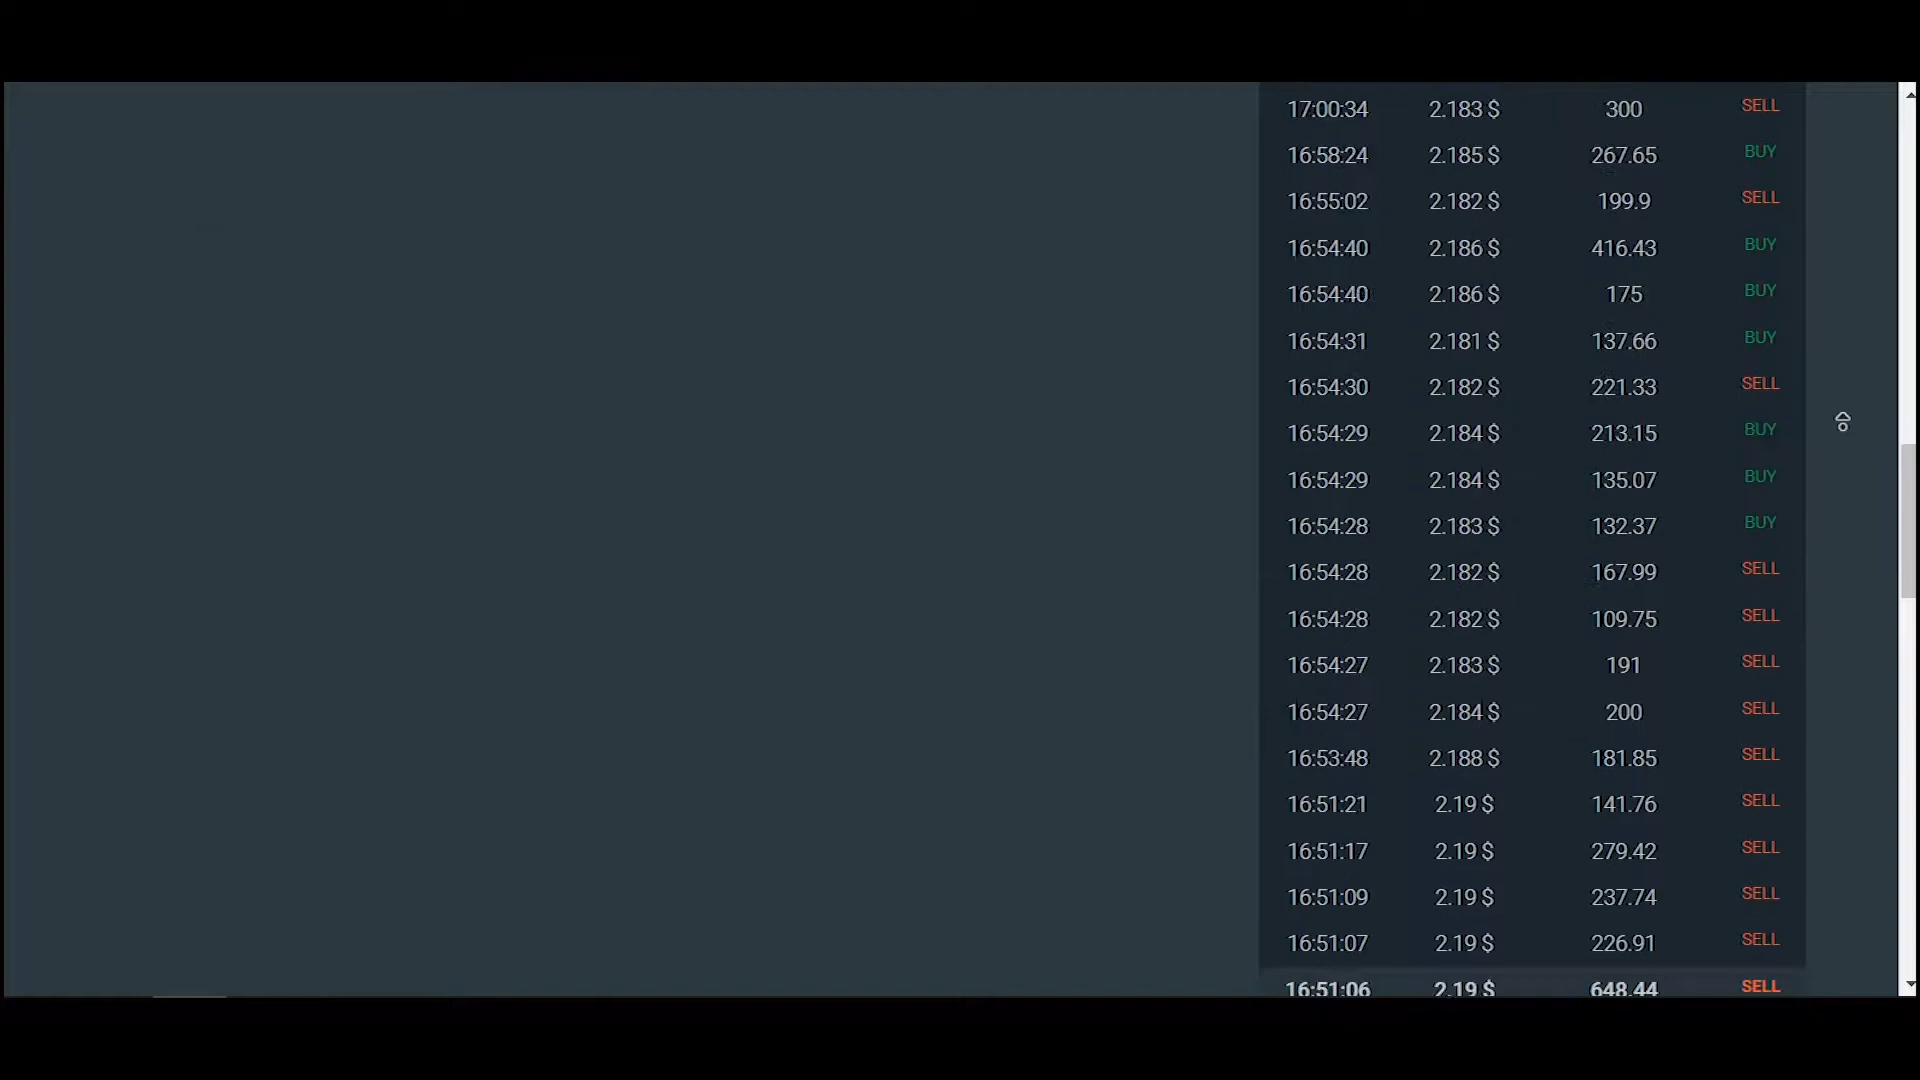 17:00:34 2.183 $ 300 SELL
16:58:24 2.185 $ 267.65 BUY
16:55:02 2.182 $ 199.9 SELL
16:54:40 2.186 $ 416.43 BUY
16:54:40 2.186 $ 175 BUY
16:54:31 2.181 $ 137.66 BUY
16:54:30 2.182 $ 221.33 SELL
16:54:29 2.184 $ 213.15 BUY
16:54:29 2.184 $ 135.07 BUY
16:54:28 2.183 $ 132.37 BUY
16:54:28 2.182 $ 167.99 SELL
16:54:28 2.182 $ 109.75 SELL
16:54:27 2.183 $ 191 SELL
16:54:27 2.184 $ 200 SELL
16:53:48 2.188 $ 181.85 SELL
16:51:21 2.19 $ 141.76 SELL
16:51:17 2.19 $ 279.42 SELL
16:51:09 2.19 $ 237.74 SELL
16:51:07 2.19 $ 226.91 SELL
16:51:06 2.19 $ 648.44 SELL